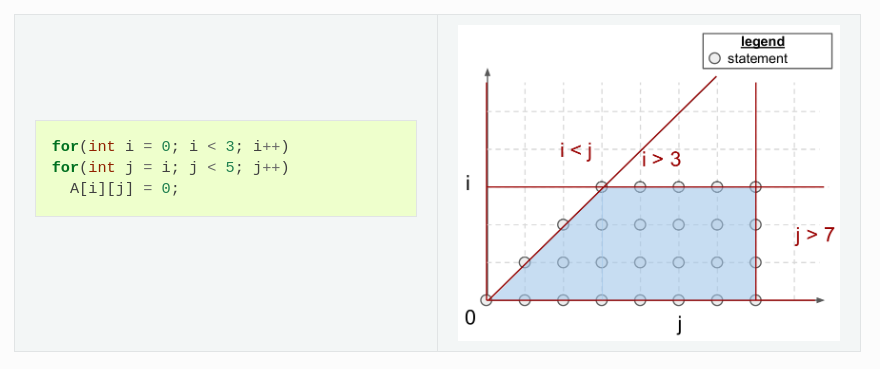 for(int i = 0; i < 3; i++)
for(int j = i; j < 5; j++)
  A[i][j] = 0;
legend
statement
i < j
i > 3
i
j > 7
0
j